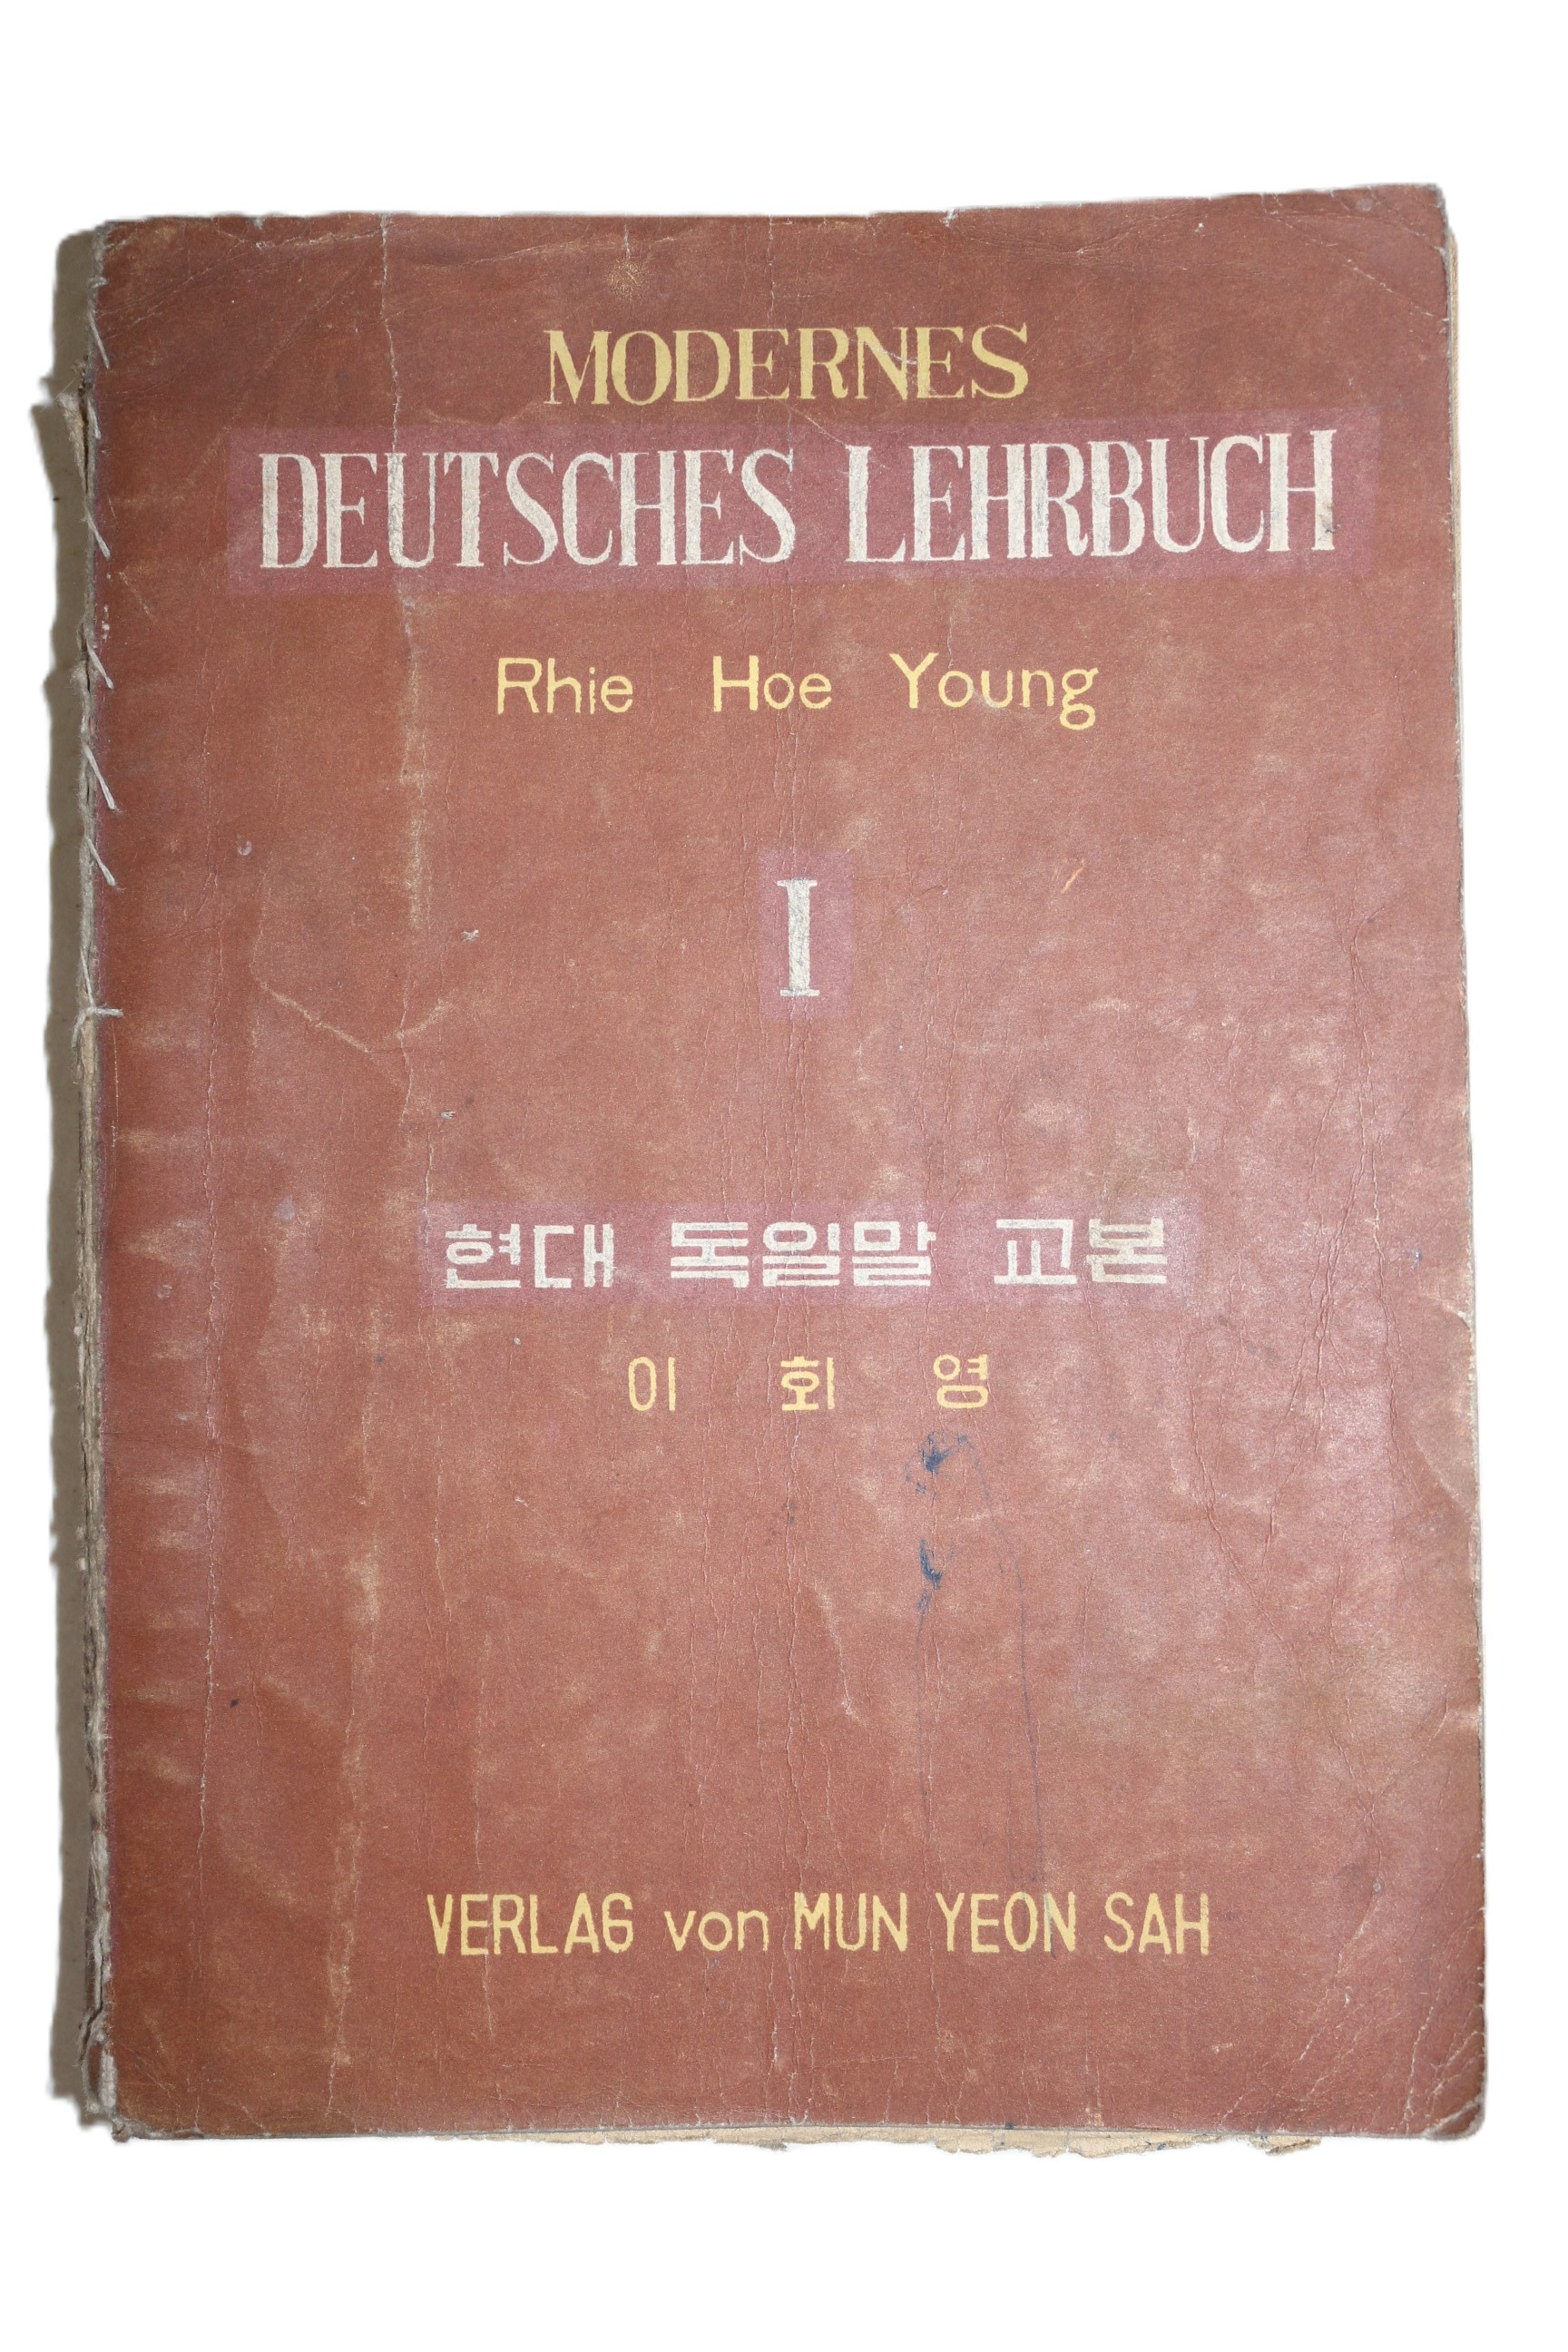 MODERNES
DEUTSCHES LEHRBUCH
Rhie Hoe Young
I
현대 독일말 교본
이 회 영
VERLAG von MUN YEON SAH